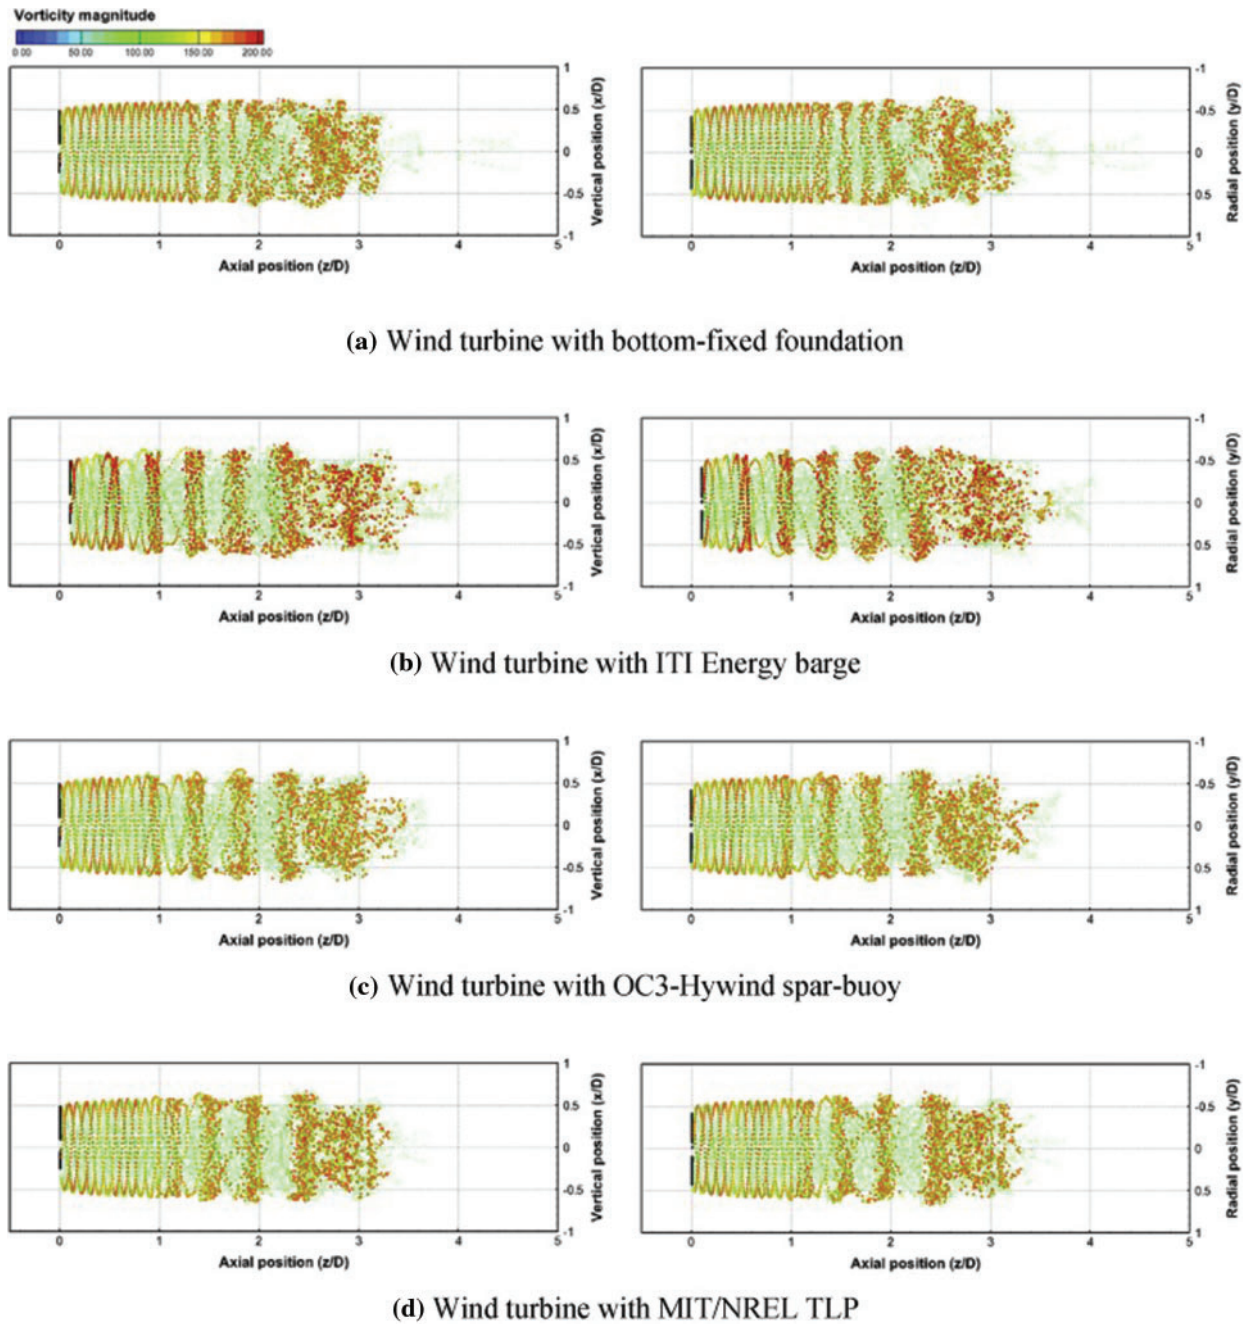 Vorticity magnitude
0.00 50.00 100.00 150.00 200.00
1
0.5
0
-0.5
-1
Vertical position (x/D)
0 1 2 3 4 5
Axial position (z/D)
-1
-0.5
0
0.5
1
Radial position (y/D)
0 1 2 3 4 5
Axial position (z/D)
(a) Wind turbine with bottom-fixed foundation
1
0.5
0
-0.5
-1
Vertical position (x/D)
0 1 2 3 4 5
Axial position (z/D)
-1
-0.5
0
0.5
1
Radial position (y/D)
0 1 2 3 4 5
Axial position (z/D)
(b) Wind turbine with ITI Energy barge
1
0.5
0
-0.5
-1
Vertical position (x/D)
0 1 2 3 4 5
Axial position (z/D)
-1
-0.5
0
0.5
1
Radial position (y/D)
0 1 2 3 4 5
Axial position (z/D)
(c) Wind turbine with OC3-Hywind spar-buoy
1
0.5
0
-0.5
-1
Vertical position (x/D)
0 1 2 3 4 5
Axial position (z/D)
-1
-0.5
0
0.5
1
Radial position (y/D)
0 1 2 3 4 5
Axial position (z/D)
(d) Wind turbine with MIT/NREL TLP